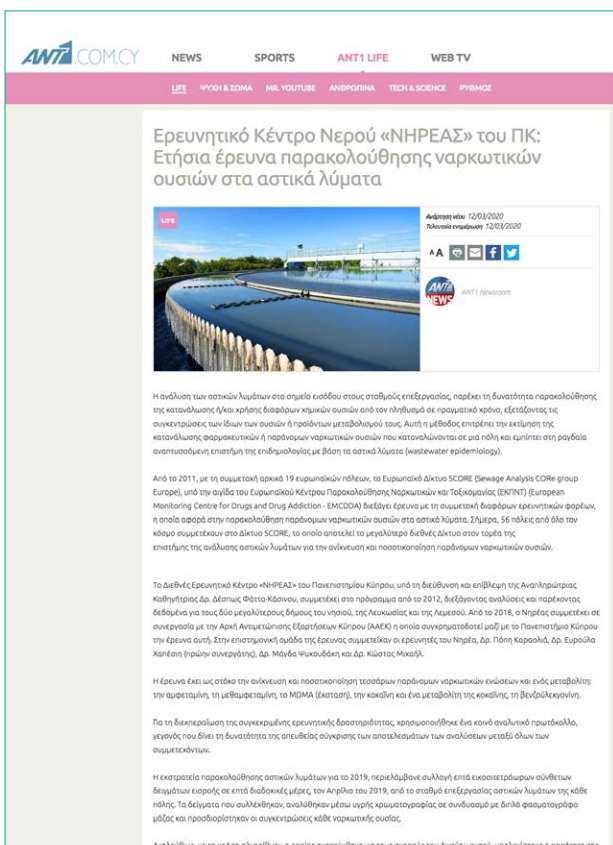 ANT1.COM.CY
NEWS SPORTS ANT1 LIFE WEB TV
LIFE ΨΥΧΗ & ΣΩΜΑ MR. YOUTUBE ΑΝΘΡΩΠΙΝΑ TECH & SCIENCE ΡΥΘΜΟΣ
Ερευνητικό Κέντρο Νερού «ΝΗΡΕΑΣ» του ΠΚ:
Ετήσια έρευνα παρακολούθησης ναρκωτικών
ουσιών στα αστικά λύματα
LIFE
Ανάρτηση νέου 12/03/2020
Τελευταία ενημέρωση 12/03/2020
A A
ANT1 NEWS
ANT1 Newsroom
Η ανάλυση των αστικών λυμάτων στο σημείο εισόδου στους σταθμούς επεξεργασίας, παρέχει τη δυνατότητα παρακολούθησης
της κατανάλωσης ή/και χρήσης διαφόρων χημικών ουσιών από τον πληθυσμό σε πραγματικό χρόνο, εξετάζοντας τις
συγκεντρώσεις των ίδιων των ουσιών ή προϊόντων μεταβολισμού τους. Αυτή η μέθοδος επιτρέπει την εκτίμηση της
κατανάλωσης φαρμακευτικών ή παράνομων ναρκωτικών ουσιών που καταναλώνονται σε μια πόλη και εμπίπτει στη ραγδαία
αναπτυσσόμενη επιστήμη της επιδημιολογίας με βάση τα αστικά λύματα (wastewater epidemiology).
Από το 2011, με τη συμμετοχή αρχικά 19 ευρωπαϊκών πόλεων, το Ευρωπαϊκό Δίκτυο SCORE (Sewage Analysis CORe group
Europe), υπό την αιγίδα του Ευρωπαϊκού Κέντρου Παρακολούθησης Ναρκωτικών και Τοξικομανίας (ΕΚΠΝΤ) (European
Monitoring Centre for Drugs and Drug Addiction - EMCDDA) διεξάγει έρευνα με τη συμμετοχή διαφόρων ερευνητικών φορέων,
η οποία αφορά στην παρακολούθηση παράνομων ναρκωτικών ουσιών στα αστικά λύματα. Σήμερα, 56 πόλεις από όλο τον
κόσμο συμμετέχουν στο Δίκτυο SCORE, το οποίο αποτελεί το μεγαλύτερο διεθνές Δίκτυο στον τομέα της
επιστήμης της ανάλυσης αστικών λυμάτων για την ανίχνευση και ποσοτικοποίηση παράνομων ναρκωτικών ουσιών.
Το Διεθνές Ερευνητικό Κέντρο «ΝΗΡΕΑΣ» του Πανεπιστημίου Κύπρου, υπό τη διεύθυνση και επίβλεψη της Αναπληρώτριας
Καθηγήτριας Δρ. Δέσπως Φάττα-Κάσινου, συμμετέχει στο πρόγραμμα από το 2012, διεξάγοντας αναλύσεις και παρέχοντας
δεδομένα για τους δύο μεγαλύτερους δήμους του νησιού, της Λευκωσίας και της Λεμεσού. Από το 2018, ο Νηρέας συμμετέχει σε
συνεργασία με την Αρχή Αντιμετώπισης Εξαρτήσεων Κύπρου (ΑΑΕΚ) η οποία συγχρηματοδοτεί μαζί με το Πανεπιστήμιο Κύπρου
την έρευνα αυτή. Στην επιστημονική ομάδα της έρευνας συμμετείχαν οι ερευνητές του Νηρέα, Δρ. Πόπη Καραολιά, Δρ. Ευρούλα
Χαπέσιη (πρώην συνεργάτης), Δρ. Μάγδα Ψυχουδάκη και Δρ. Κώστας Μιχαήλ.
Η έρευνα έχει ως στόχο την ανίχνευση και ποσοτικοποίηση τεσσάρων παράνομων ναρκωτικών ενώσεων και ενός μεταβολίτη:
την αμφεταμίνη, τη μεθαμφεταμίνη, το MDMA (έκσταση), την κοκαΐνη και ένα μεταβολίτη της κοκαΐνης, τη βενζοϋλεκγονίνη.
Για τη διεκπεραίωση της συγκεκριμένης ερευνητικής δραστηριότητας, χρησιμοποιήθηκε ένα κοινό αναλυτικό πρωτόκολλο,
γεγονός που δίνει τη δυνατότητα της απευθείας σύγκρισης των αποτελεσμάτων των αναλύσεων μεταξύ όλων των
συμμετεχόντων.
Η εκστρατεία παρακολούθησης αστικών λυμάτων για το 2019, περιελάμβανε συλλογή επτά εικοσιτετράωρων σύνθετων
δειγμάτων εισροής σε επτά διαδοχικές μέρες, τον Απρίλιο του 2019, από το σταθμό επεξεργασίας αστικών λυμάτων της κάθε
πόλης. Τα δείγματα που συλλέχθηκαν, αναλύθηκαν μέσω υγρής χρωματογραφίας σε συνδυασμό με διπλό φασματογράφο
μάζας και προσδιορίστηκαν οι συγκεντρώσεις κάθε ναρκωτικής ουσίας.